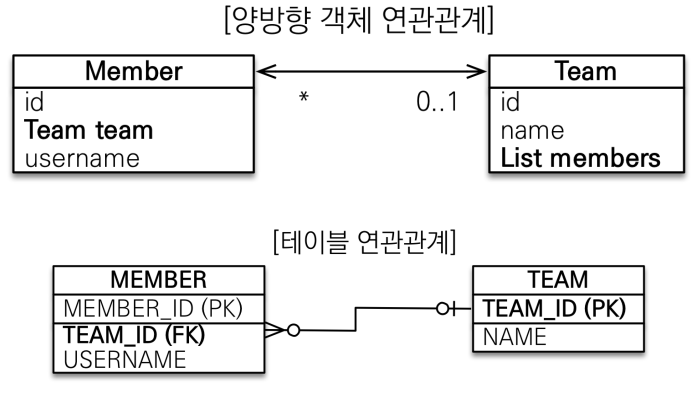 [양방향 객체 연관관계]
Member
id
Team team
username
*
0..1
Team
id
name
List members
[테이블 연관관계]
MEMBER
MEMBER_ID (PK)
TEAM_ID (FK)
USERNAME
TEAM
TEAM_ID (PK)
NAME